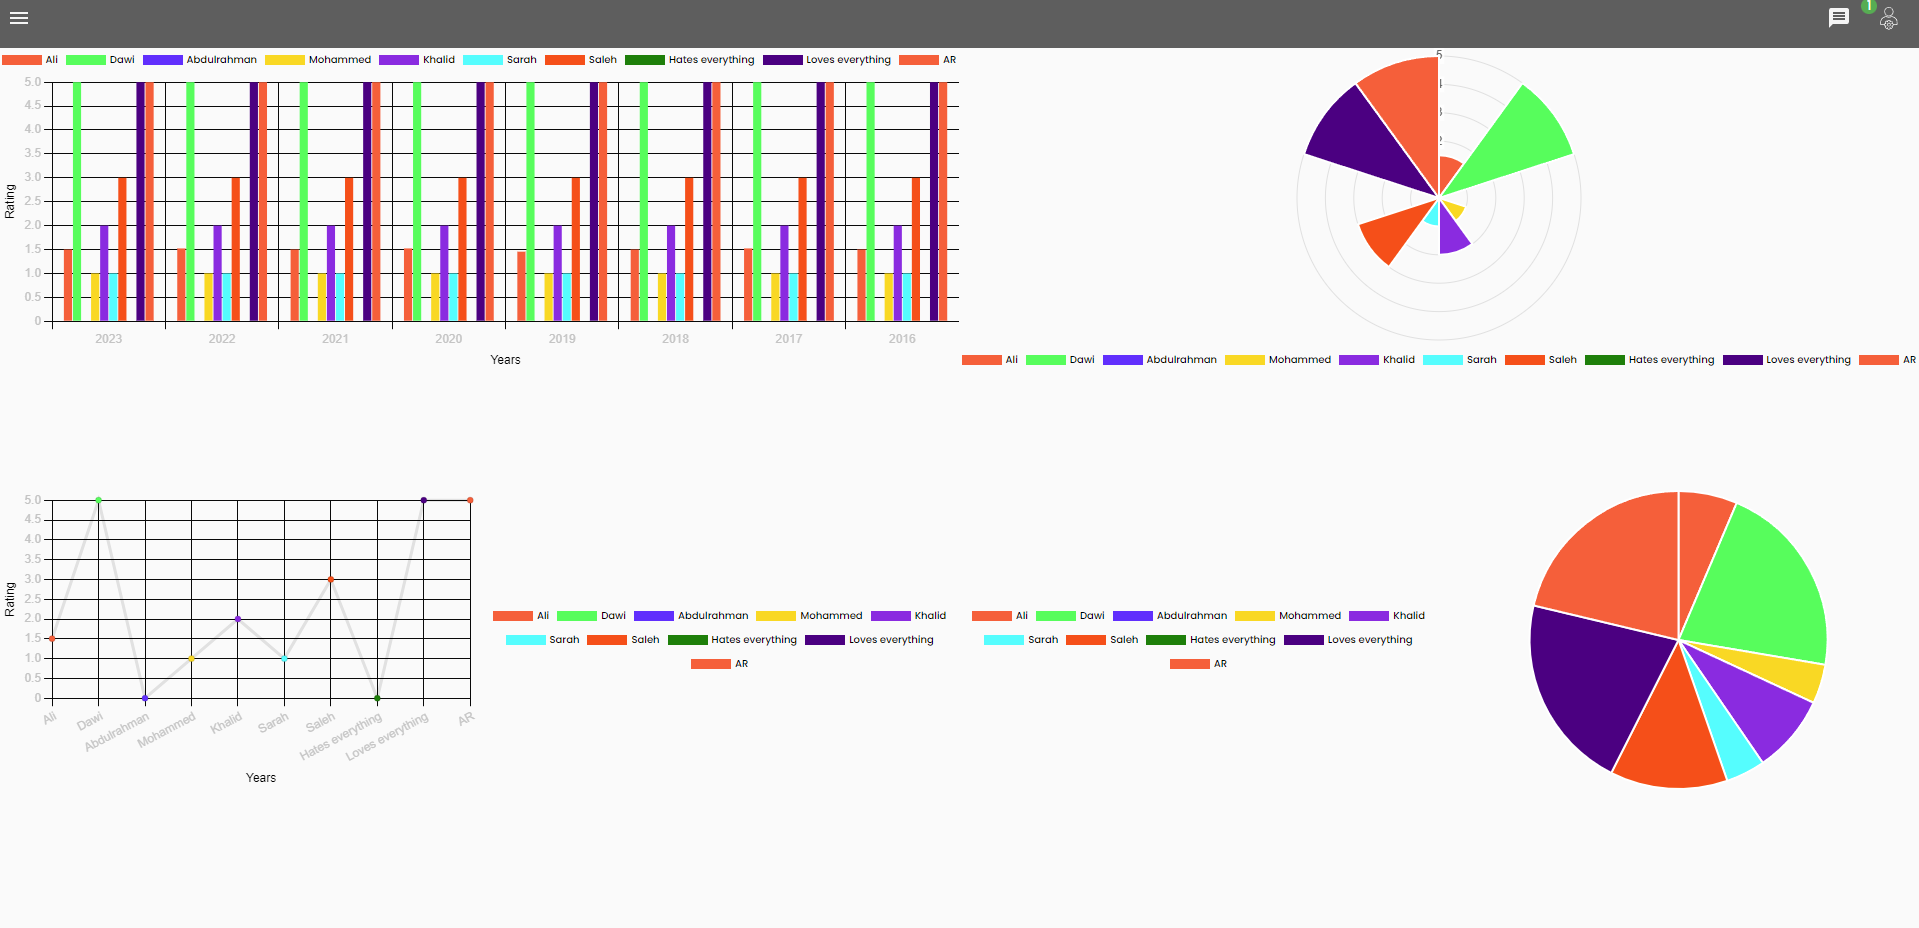 1
Ali Dawi Abdulrahman Mohammed Khalid Sarah Saleh Hates everything Loves everything AR
5.0
4.5
4.0
3.5
3.0
2.5
2.0
1.5
1.0
0.5
0
Rating
2023 2022 2021 2020 2019 2018 2017 2016
Years
5
4
3
2
Ali Dawi Abdulrahman Mohammed Khalid Sarah Saleh Hates everything Loves everything AR
5.0
4.5
4.0
3.5
3.0
2.5
2.0
1.5
1.0
0.5
0
Rating
Ali Dawi Abdulrahman Mohammed Khalid Sarah Saleh Hates everything Loves everything AR
Years
Ali Dawi Abdulrahman Mohammed Khalid
Sarah Saleh Hates everything Loves everything
AR
Ali Dawi Abdulrahman Mohammed Khalid
Sarah Saleh Hates everything Loves everything
AR